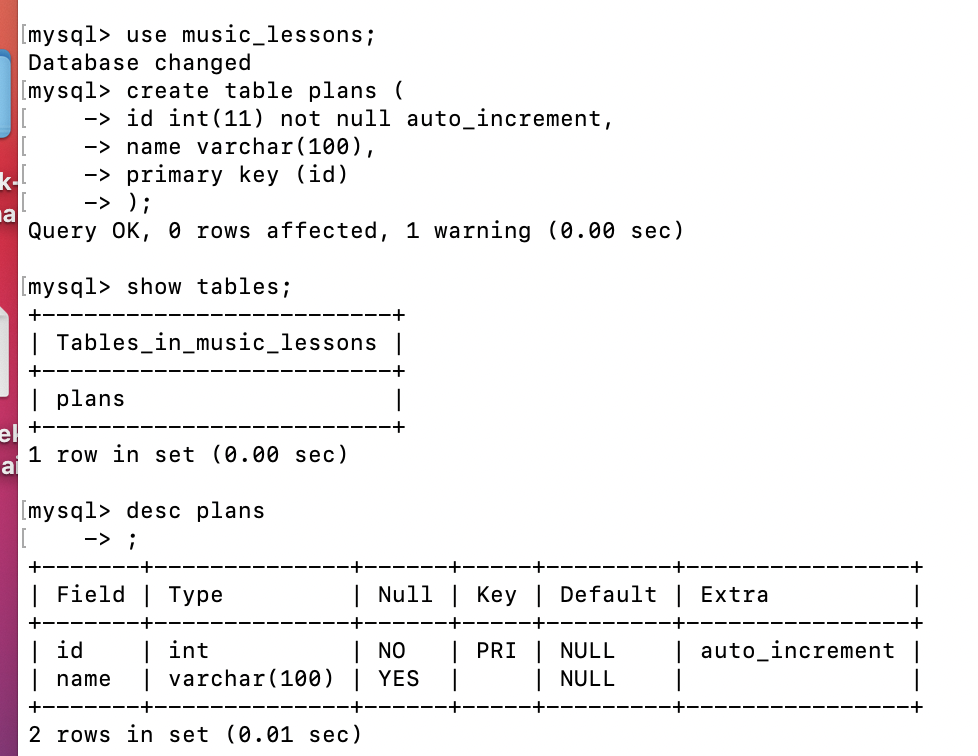 mysql> use music_lessons;
Database changed
mysql> create table plans (
    -> id int(11) not null auto_increment,
    -> name varchar(100),
    -> primary key (id)
    -> );
Query OK, 0 rows affected, 1 warning (0.00 sec)

mysql> show tables;
+-------------------------+
| Tables_in_music_lessons |
+-------------------------+
| plans                   |
+-------------------------+
1 row in set (0.00 sec)

mysql> desc plans
    -> ;
+-------+--------------+------+-----+---------+----------------+
| Field | Type         | Null | Key | Default | Extra          |
+-------+--------------+------+-----+---------+----------------+
| id    | int          | NO   | PRI | NULL    | auto_increment |
| name  | varchar(100) | YES  |     | NULL    |                |
+-------+--------------+------+-----+---------+----------------+
2 rows in set (0.01 sec)